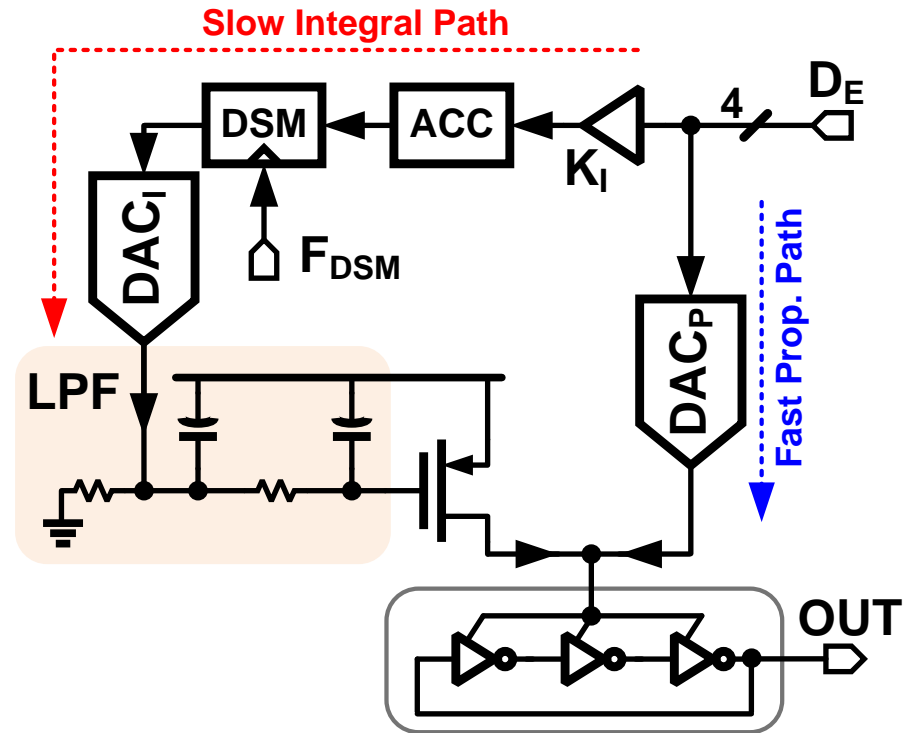 Slow Integral Path
D_E
4
DSM
ACC
K_I
DAC_I
F_DSM
DAC_P
Fast Prop. Path
LPF
OUT